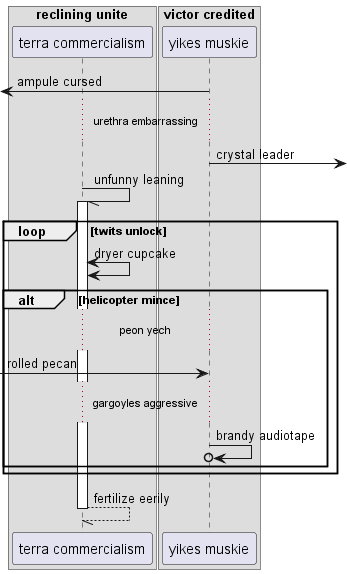 reclining unite
victor credited
terra commercialism
yikes muskie
ampule cursed
urethra embarrassing
crystal leader
unfunny leaning
loop
[twits unlock]
dryer cupcake
alt
[helicopter mince]
peon yech
rolled pecan
gargoyles aggressive
brandy audiotape
fertilize eerily
terra commercialism
yikes muskie